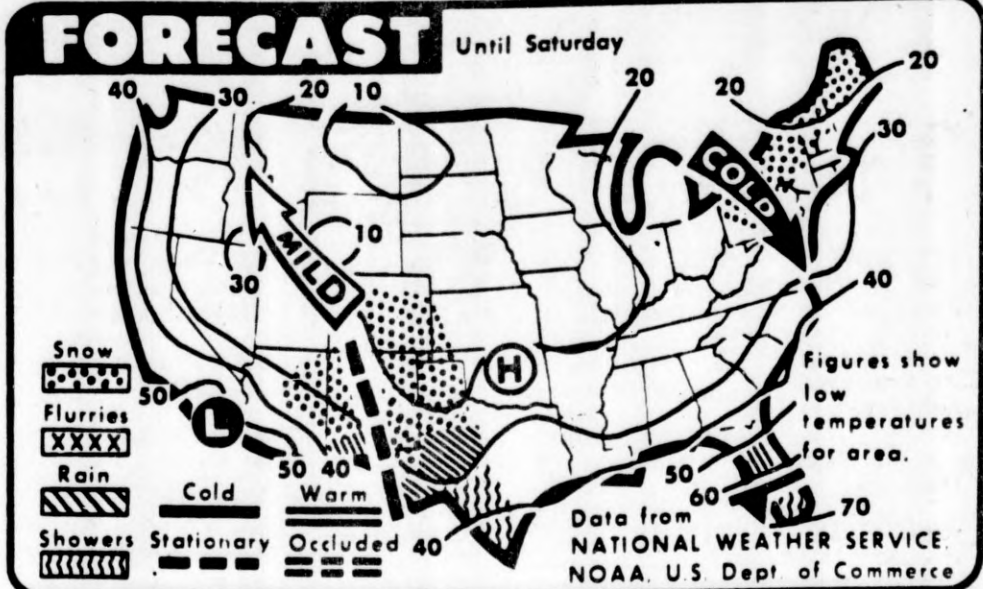 FORECAST Until Saturday
40 30 20 10 20 20 20
30
COLD
MILD
10
30
40
H
Snow
Flurries
XXXX
Rain
Showers
50
L
50 40
Cold Warm
Stationary Occluded
40
Figures show
low
temperatures
for area.
50
60
70
Data from
NATIONAL WEATHER SERVICE,
NOAA, U.S. Dept. of Commerce